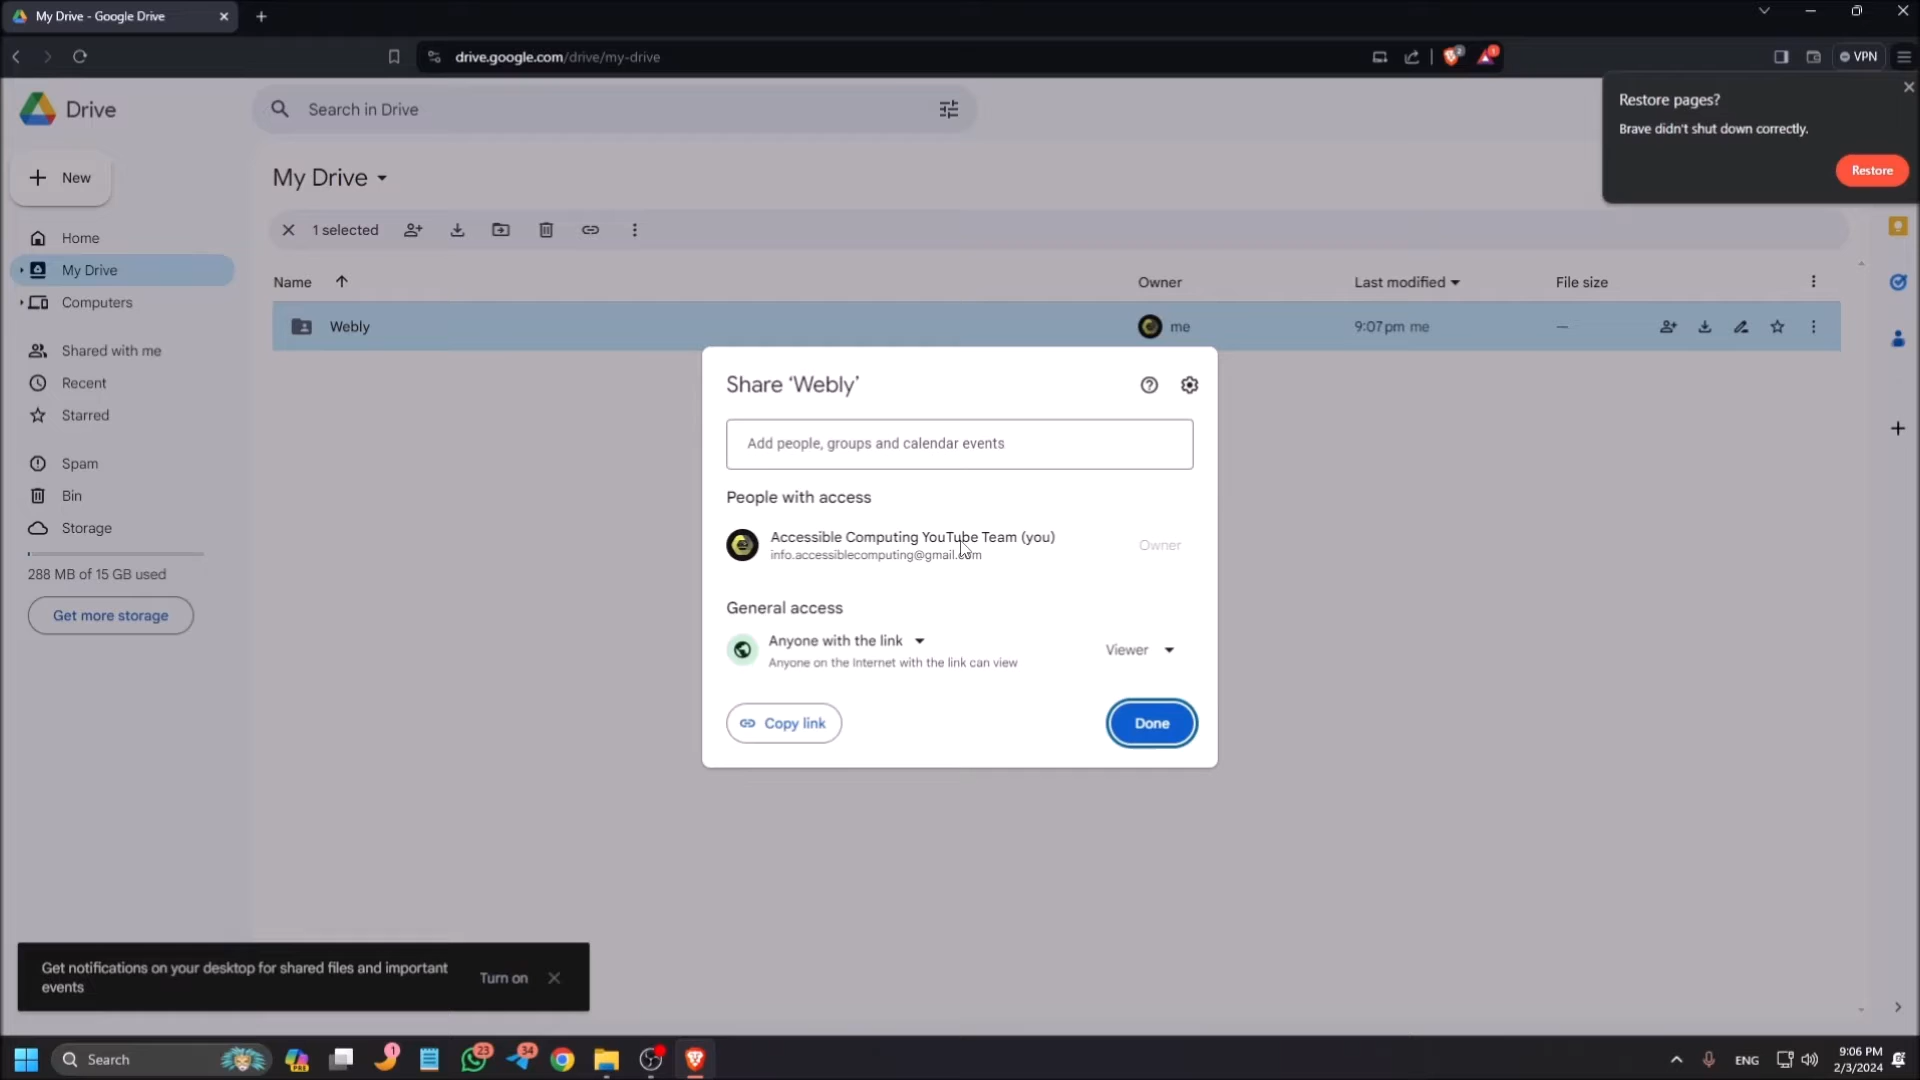 My Drive - Google Drive
drive.google.com/drive/my-drive
2
1
VPN
Drive
Search in Drive
Restore pages?
Brave didn't shut down correctly.
Restore
New
My Drive
1 selected
Home
My Drive
Computers
Shared with me
Recent
Starred
Spam
Bin
Storage
288 MB of 15 GB used
Get more storage
Name
Owner
Last modified
File size
Webly
me
9:07 pm me
—
Share ‘Webly’
Add people, groups and calendar events
People with access
Accessible Computing YouTube Team (you)
info.accessiblecomputing@gmail.com
Owner
General access
Anyone with the link
Anyone on the Internet with the link can view
Viewer
Copy link
Done
Get notifications on your desktop for shared files and important
events
Turn on
Search
PRE
1
23
34
ENG
9:06 PM
2/3/2024